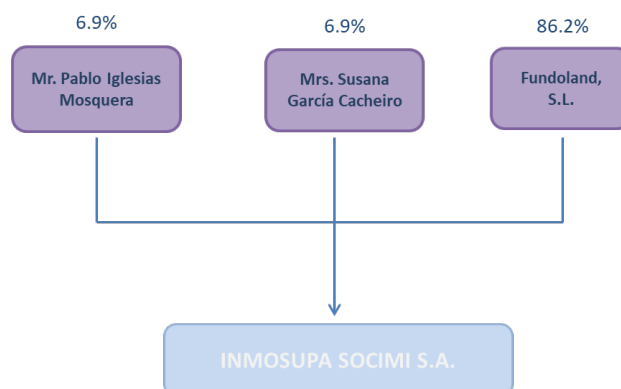 6.9%
6.9%
86.2%
Mr. Pablo Iglesias
Mosquera
Mrs. Susana
García Cacheiro
Fundoland,
S.L.
INMOSUPA SOCIMI S.A.